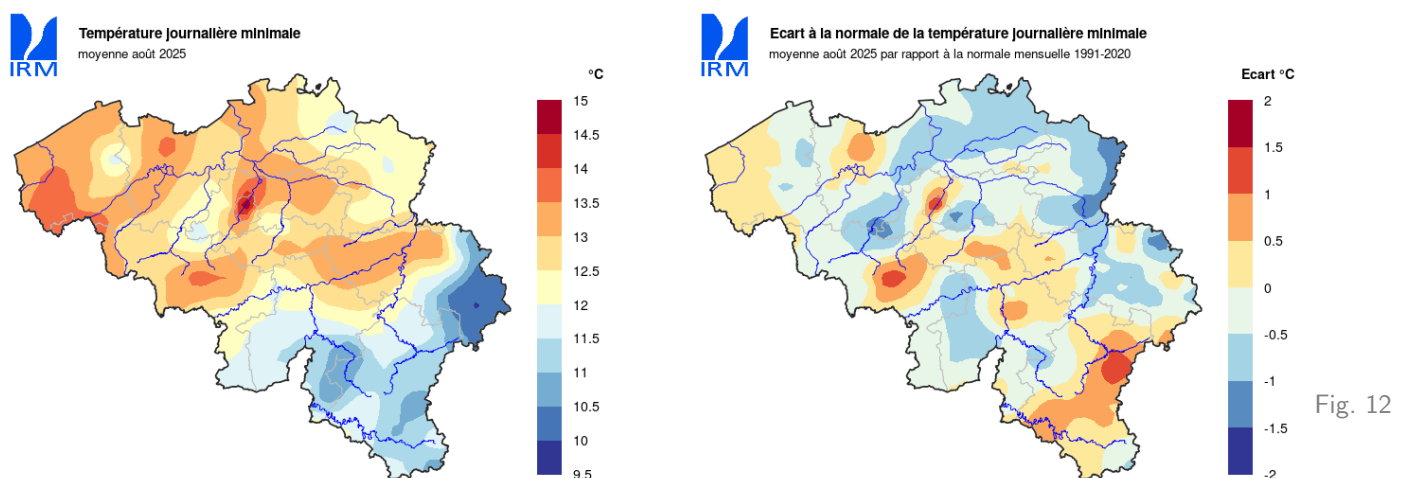 IRM
Température journalière minimale
moyenne août 2025
°C
15
14.5
14
13.5
13
12.5
12
11.5
11
10.5
10
9.5
IRM
Ecart à la normale de la température journalière minimale
moyenne août 2025 par rapport à la normale mensuelle 1991-2020
Ecart °C
2
1.5
1
0.5
0
-0.5
-1
-1.5
-2
Fig. 12